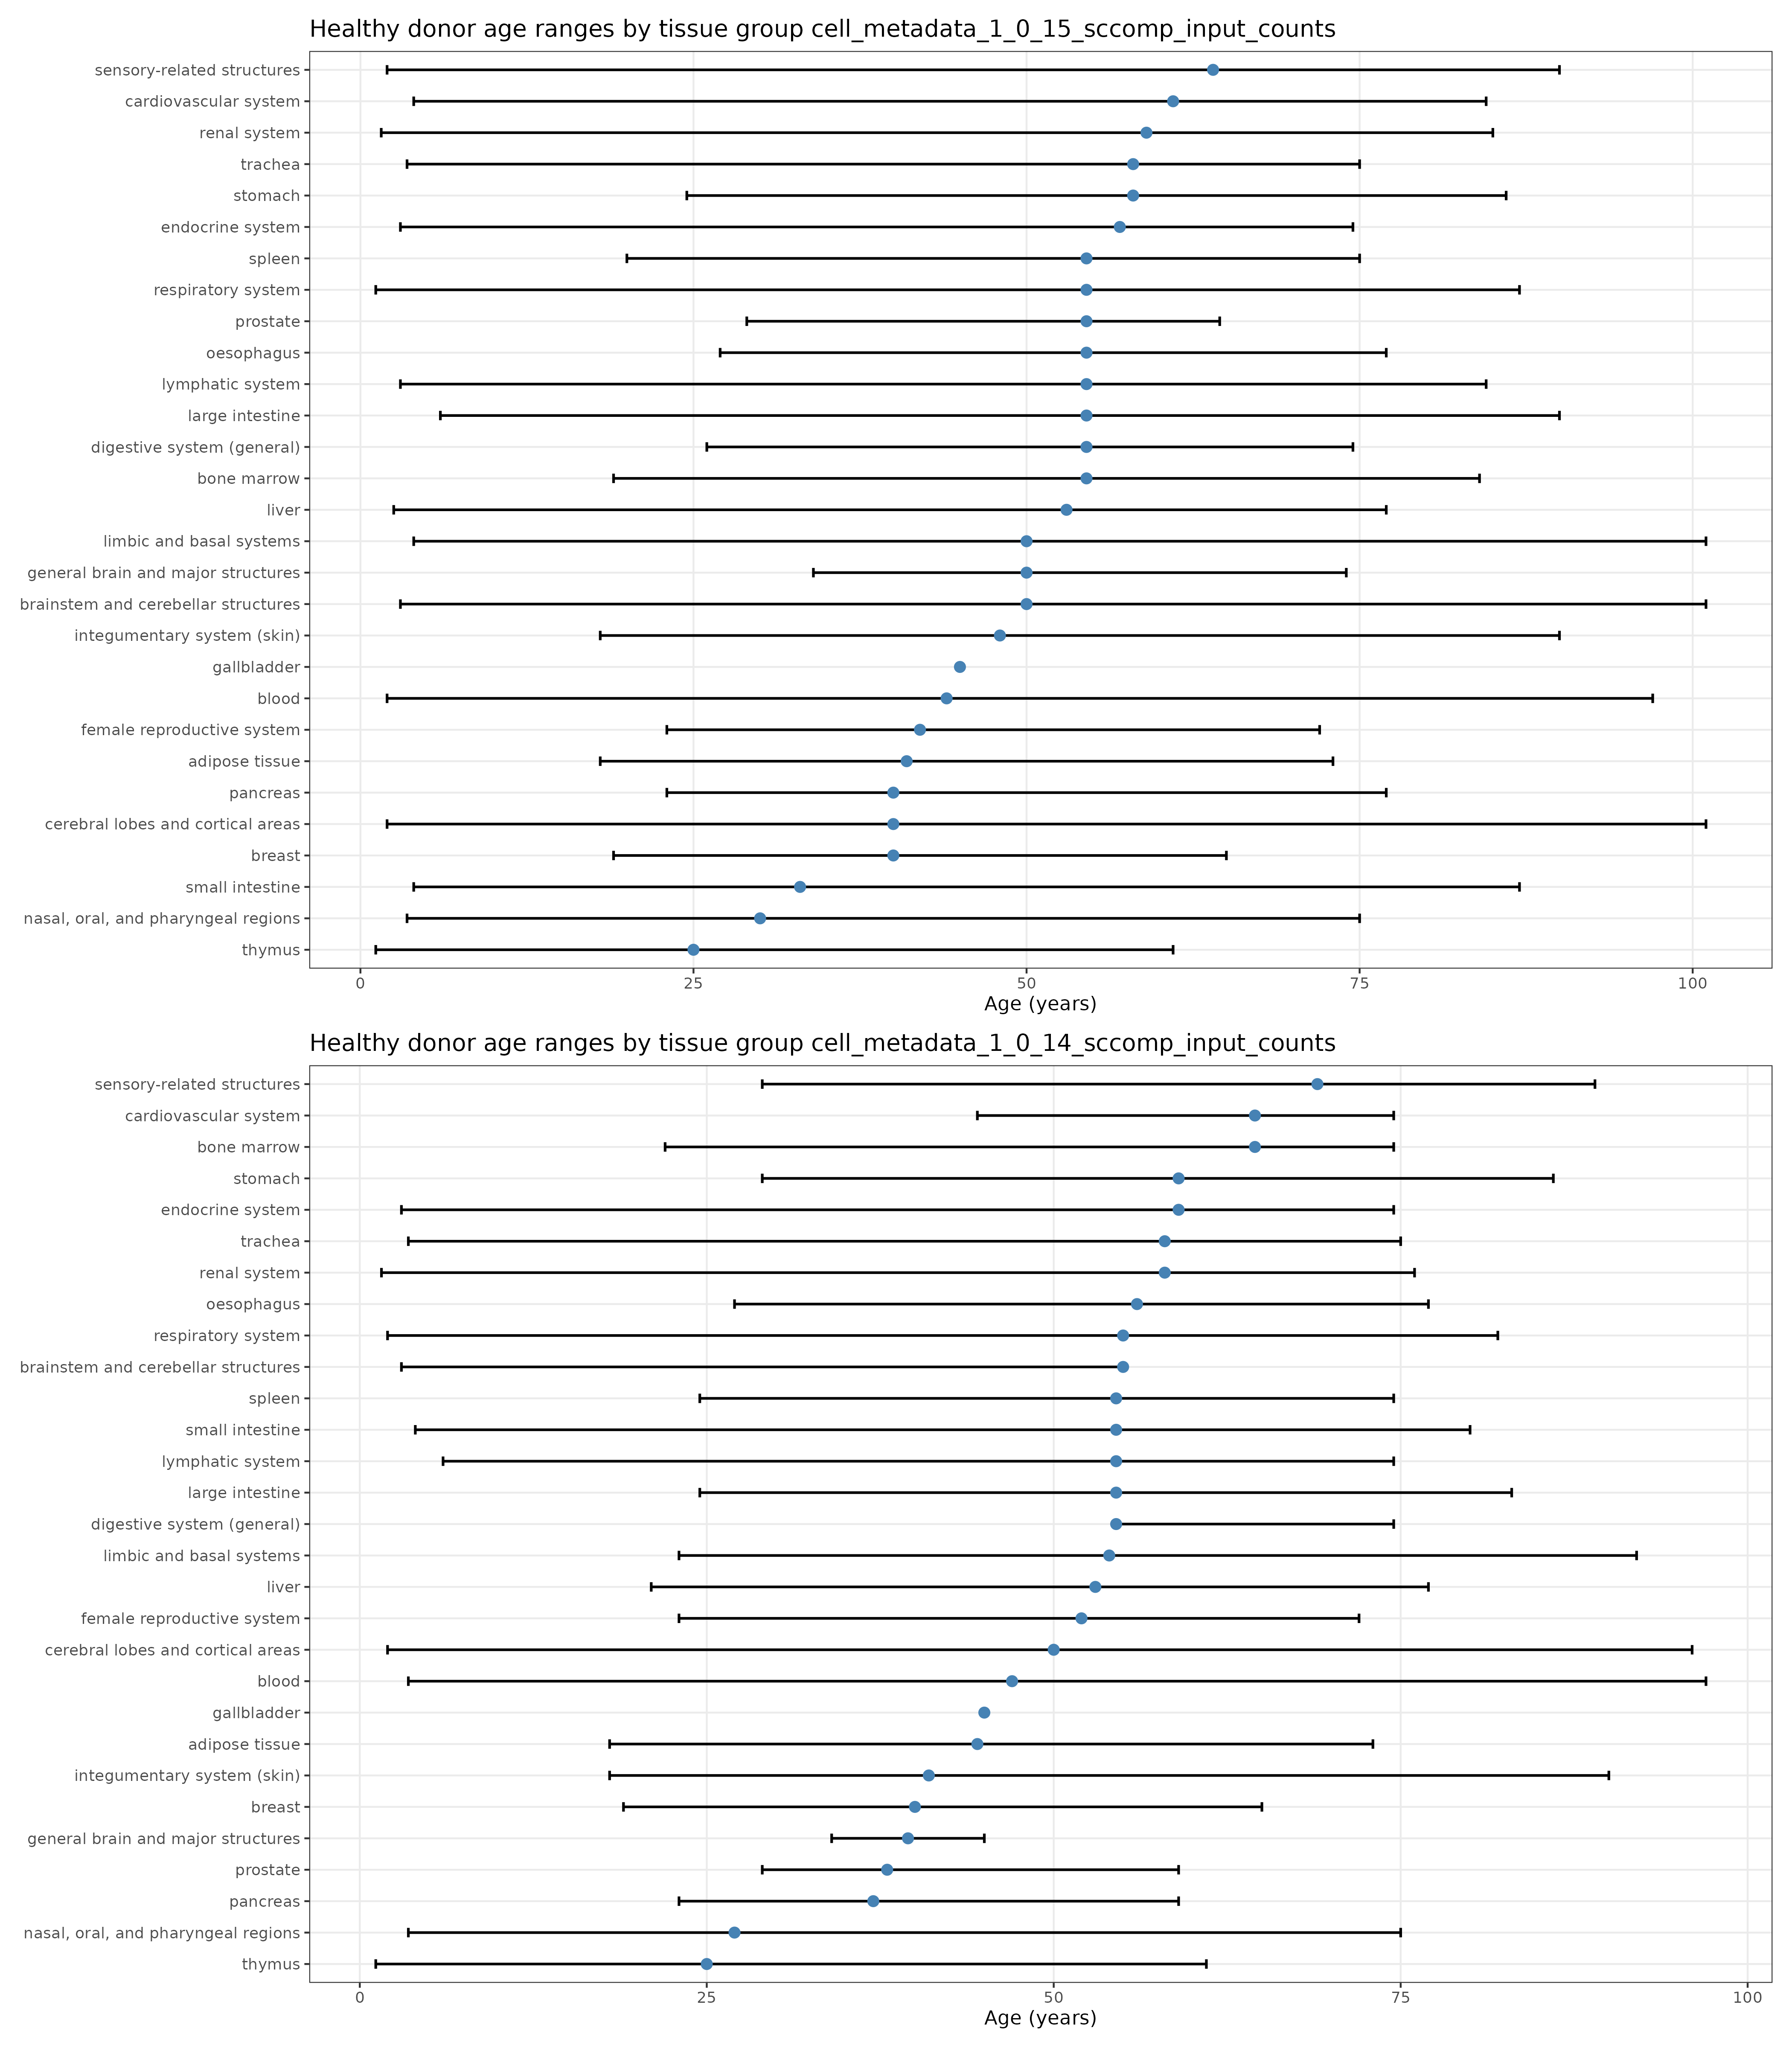 Healthy donor age ranges by tissue group cell_metadata_1_0_15_sccomp_input_counts
sensory-related structures
cardiovascular system
renal system
trachea
stomach
endocrine system
spleen
respiratory system
prostate
oesophagus
lymphatic system
large intestine
digestive system (general)
bone marrow
liver
limbic and basal systems
general brain and major structures
brainstem and cerebellar structures
integumentary system (skin)
gallbladder
blood
female reproductive system
adipose tissue
pancreas
cerebral lobes and cortical areas
breast
small intestine
nasal, oral, and pharyngeal regions
thymus
0 25 50 75 100
Age (years)
Healthy donor age ranges by tissue group cell_metadata_1_0_14_sccomp_input_counts
sensory-related structures
cardiovascular system
bone marrow
stomach
endocrine system
trachea
renal system
oesophagus
respiratory system
brainstem and cerebellar structures
spleen
small intestine
lymphatic system
large intestine
digestive system (general)
limbic and basal systems
liver
female reproductive system
cerebral lobes and cortical areas
blood
gallbladder
adipose tissue
integumentary system (skin)
breast
general brain and major structures
prostate
pancreas
nasal, oral, and pharyngeal regions
thymus
0 25 50 75 100
Age (years)